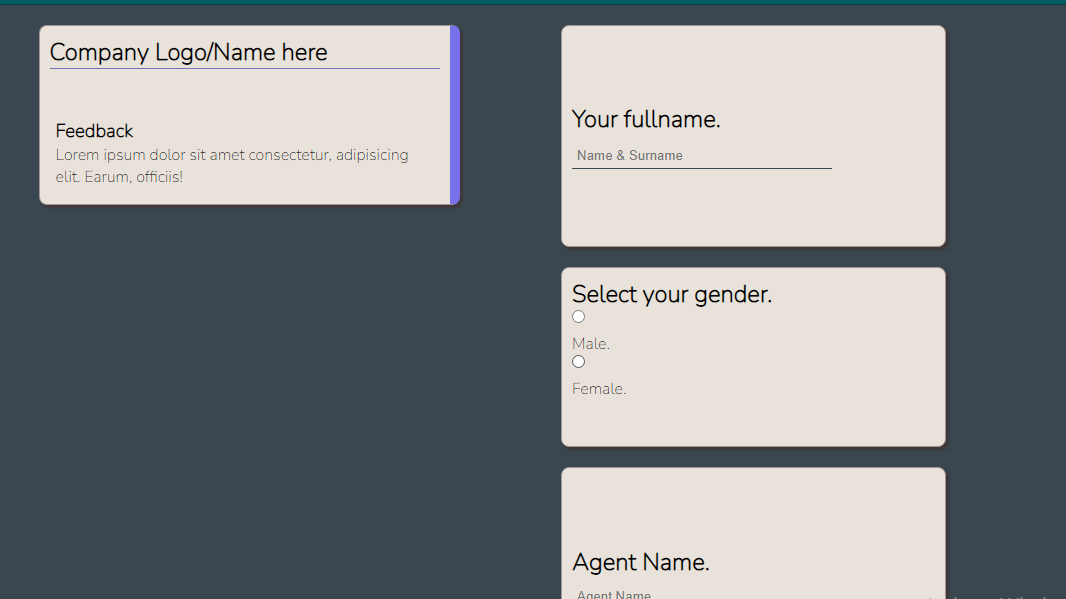 Company Logo/Name here
Feedback
Lorem ipsum dolor sit amet consectetur, adipisicing
elit. Earum, officiis!
Your fullname.
Name & Surname
Select your gender.
Male.
Female.
Agent Name.
Agent Name